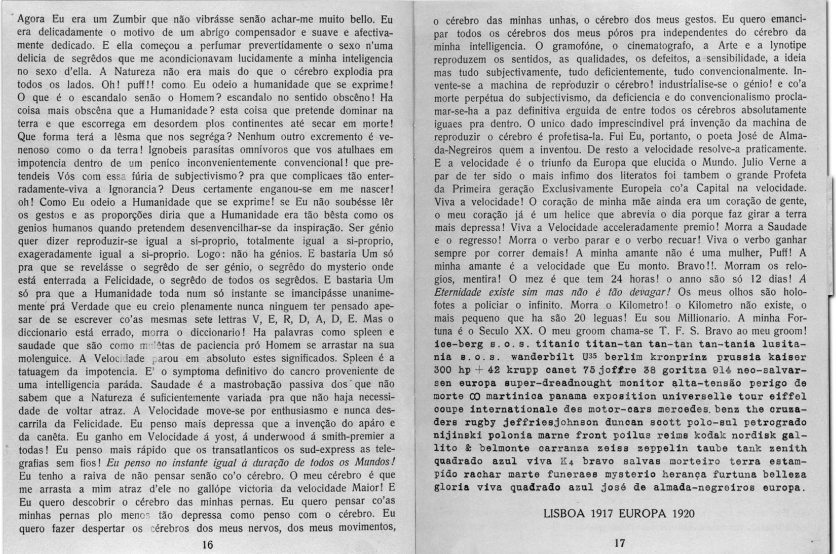 Agora Eu era um Zumbir que não vibrásse senão achar-me muito bello. Eu
era delicadamente o motivo de um abrigo compensador e suave e afectiva-
mente dedicado. E ella começou a perfumar prevertidamente o sexo n'uma
delicia de segrêdos que me acondicionavam lucidamente a minha inteligencia
no sexo d'ella. A Natureza não era mais do que o cérebro explodia pra
todos os lados. Oh! puff!! como Eu odeio a humanidade que se exprime!
O que é o escandalo senão o Homem? escandalo no sentido obscêno! Ha
coisa mais obscêna que a Humanidade? esta coisa que pretende dominar na
terra e que escorrega em desordem plos continentes até secar em morte!
Que forma terá a lêsma que nos segréga? Nenhum outro excremento e ve-
nenoso como o da terra! Ignobeis parasitas omnívoros que vos atulhaes em
impotencia dentro de um penico inconvenientemente convencional! que pre-
tendeis Vós com essa fúria de subjectivismo? pra que complicaes tão enter-
radamente-viva a Ignorancia? Deus certamente enganou-se em me nascer!
oh! Como Eu odeio a Humanidade que se exprime! se Eu não soubésse lêr
os gestos e as proporções diria que a Humanidade era tão bêsta como os
genios humanos quando pretendem desenvencilhar-se da inspiração. Ser génio
quer dizer reproduzir-se igual a si-proprio, totalmente igual a si-proprio,
exageradamente igual a si-proprio. Logo: não ha génios. E bastaria Um só
pra que se revelásse o segrêdo de ser génio, o segrêdo do mysterio onde
está enterrada a Felicidade, o segrêdo de todos os segrêdos. E bastaria Um
só pra que a Humanidade toda num só instante se imancipásse unanime-
mente prá Verdade que eu creio plenamente nunca ninguem ter pensado ape-
sar de se escrever co'as mesmas sete lettras V, E, R, D, A, D, E. Mas o
diccionario está errado, morra o diccionario! Ha palavras como spleen e
saudade que são como mulêtas de paciencia pró Homem se arrastar na sua
molenguice. A Velocidade parou em absoluto estes significados. Spleen é a
tatuagem da impotencia. E' o symptoma definitivo do cancro proveniente de
uma intelligencia paráda. Saudade é a mastrobação passiva dos que não
sabem que a Natureza é suficientemente variada pra que não haja necessi-
dade de voltar atraz. A Velocidade move-se por enthusiasmo e nunca des-
carrila da Felicidade. Eu penso mais depressa que a invenção do apáro e
da canêta. Eu ganho em Velocidade á yost, á underwood á smith-premier a
todas! Eu penso mais rápido que os transatlanticos os sud-express as tele-
grafias sem fios! Eu penso no instante igual á duração de todos os Mundos!
Eu tenho a raiva de não pensar senão co'o cérebro. O meu cérebro é que
me arrasta a mim atraz d'ele no gallópe victoria da velocidade Maior! E
Eu quero descobrir o cérebro das minhas pernas. Eu quero pensar co'as
minhas pernas plo menos tão depressa como penso com o cérebro. Eu
quero fazer despertar os cérebros dos meus nervos, dos meus movimentos,
16
o cérebro das minhas unhas, o cérebro dos meus gestos. Eu quero emanci-
par todos os cérebros dos meus póros pra independentes do cérebro da
minha intelligencia. O gramofóne, o cinematografo, a Arte e a lynotipe
reproduzem os sentidos, as qualidades, os defeitos, a sensibilidade, a ideia
mas tudo subjectivamente, tudo deficientemente, tudo convencionalmente. In-
vente-se a machina de reproduzir o cérebro! industrialise-se o génio! e co'a
morte perpétua do subjectivismo, da deficiencia e do convencionalismo procla-
mar-se-ha a paz definitiva erguida de entre todos os cérebros absolutamente
iguaes pra dentro. O unico dado imprescindivel prá invenção da machina de
reproduzir o cérebro é profetisa-la. Fui Eu, portanto, o poeta José de Alma-
da-Negreiros quem a inventou. De resto a velocidade resolve-a praticamente.
E a velocidade é o triunfo da Europa que elucida o Mundo. Julio Verne a
par de ter sido o mais infimo dos literatos foi tambem o grande Profeta
da Primeira geração Exclusivamente Europeia co'a Capital na velocidade.
Viva a velocidade! O coração de minha mãe ainda era um coração de gente,
o meu coração já é um helice que abrevia o dia porque faz girar a terra
mais depressa! Viva a Velocidade acceleradamente premio! Morra a Saudade
e o regresso! Morra o verbo parar e o verbo recuar! Viva o verbo ganhar
sempre por correr demais! A minha amante não é uma mulher, Puff! A
minha amante é a velocidade que Eu monto. Bravo!!. Morram os relo-
gios, mentira! O mez é que tem 24 horas! o anno são só 12 dias! A
Eternidade existe sim mas não é tão devagar! Os meus olhos são holo-
fotes a policiar o infinito. Morra o Kilometro! o Kilometro não existe, o
mais pequeno que ha são 20 leguas! Eu sou Millionario. A minha For-
tuna é o Seculo XX. O meu groom chama-se T. F. S. Bravo ao meu groom!
ice-berg s.o.s. titanic titan-tan tan-tan tan-tania lusita-
nia s.o.s. wanderbilt U³⁵ berlim kronprinz prussia kaiser
300 hp + 42 krupp canet 75 joffre 38 goritza 914 neo-salvar-
sen europa super-dreadnought monitor alta-tensão perigo de
morte ∞ martinica panama exposition universelle tour eiffel
coupe internationale des motor-cars mercedes.benz the cruza-
ders rugby jeffriesjohnson duncan scott polo-sul petrogrado
nijinski polonia marne front poilus reims kodak nordisk gal-
lito & belmonte carranza zeiss zeppelin taube tank zenith
quadrado azul viva K₄ bravo salvas morteiro terra estam-
pido rachar morte funeraes mysterio herança furtuna belleza
gloria viva quadrado azul josé de almada-negreiros europa.
LISBOA 1917 EUROPA 1920
17